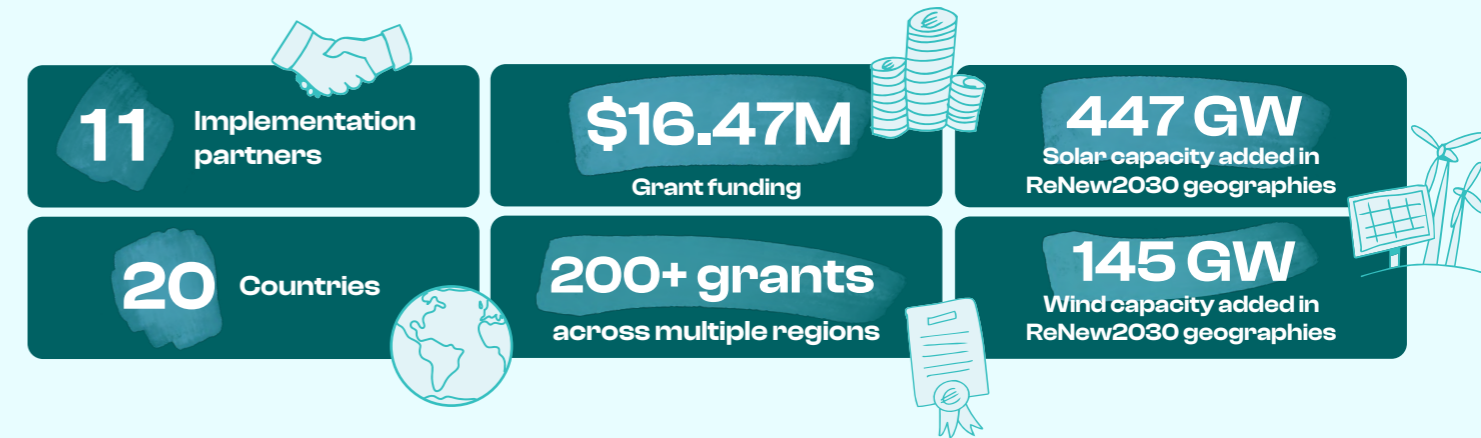 11
Implementation
partners
$16.47M
Grant funding
447 GW
Solar capacity added in
ReNew2030 geographies
20
Countries
200+ grants
across multiple regions
145 GW
Wind capacity added in
ReNew2030 geographies